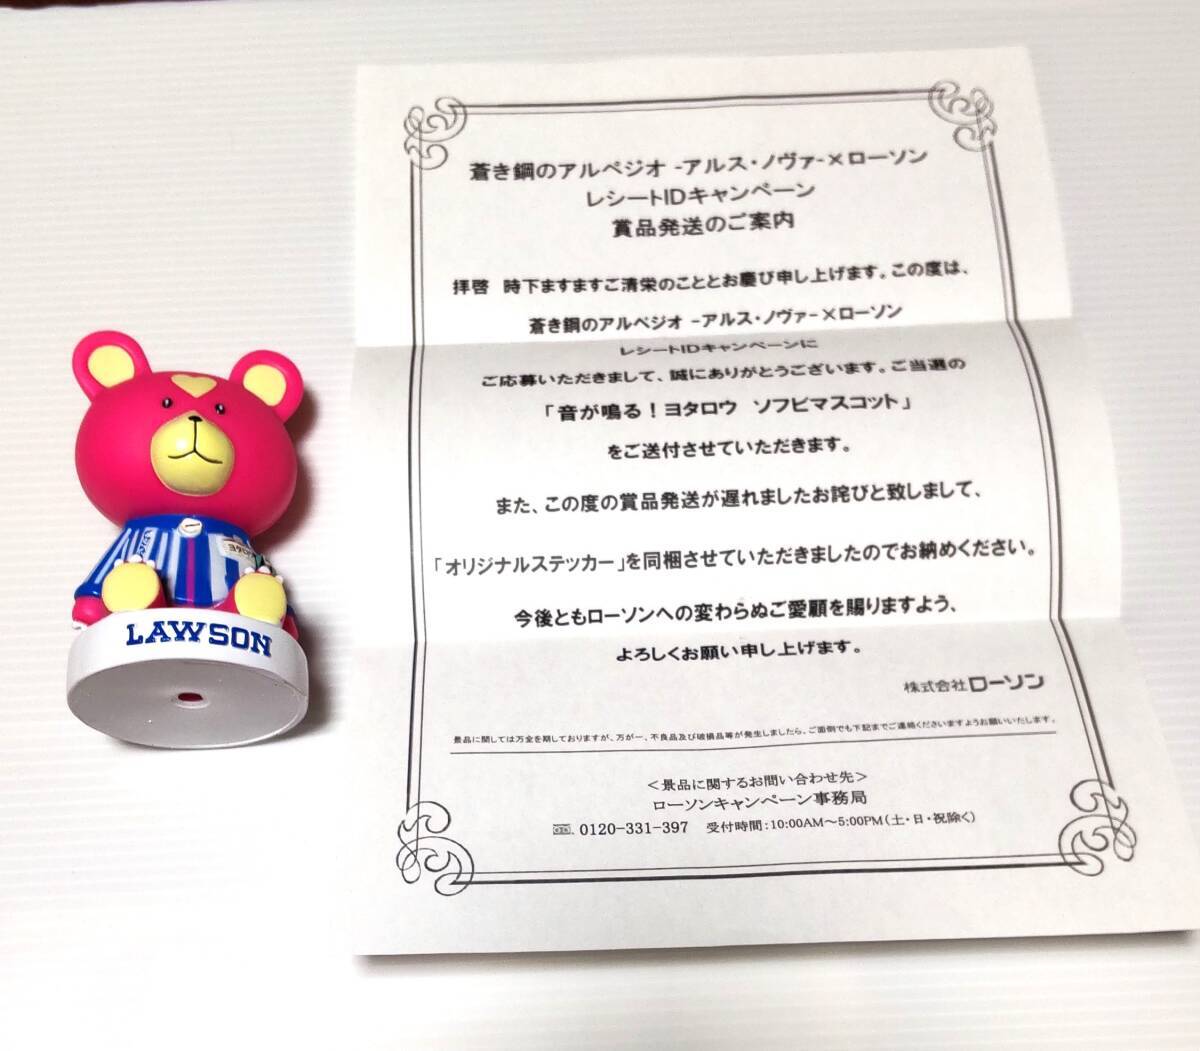 蒼き鋼のアルペジオ -アルス・ノヴァ-×ローソン
レシートIDキャンペーン
賞品発送のご案内
拝啓 時下ますますご清栄のこととお慶び申し上げます。この度は、
蒼き鋼のアルペジオ -アルス・ノヴァ-×ローソン
レシートIDキャンペーンに
ご応募いただきまして、誠にありがとうございます。ご当選の
「音が鳴る！ヨタロウ ソフビマスコット」
をご送付させていただきます。
また、この度の賞品発送が遅れましたお詫びと致しまして、
「オリジナルステッカー」を同梱させていただきましたのでお納めください。
今後ともローソンへの変わらぬご愛顧を賜りますよう、
よろしくお願い申し上げます。
株式会社ローソン
景品に関しては万全を期しておりますが、万が一、不良品及び破損品等が発生しましたら、ご面倒でも下記までご連絡くださいますようお願いいたします。
＜景品に関するお問い合わせ先＞
ローソンキャンペーン事務局
0120-331-397 受付時間：10:00AM～5:00PM（土・日・祝除く）
ヨタロウ
LAWSON